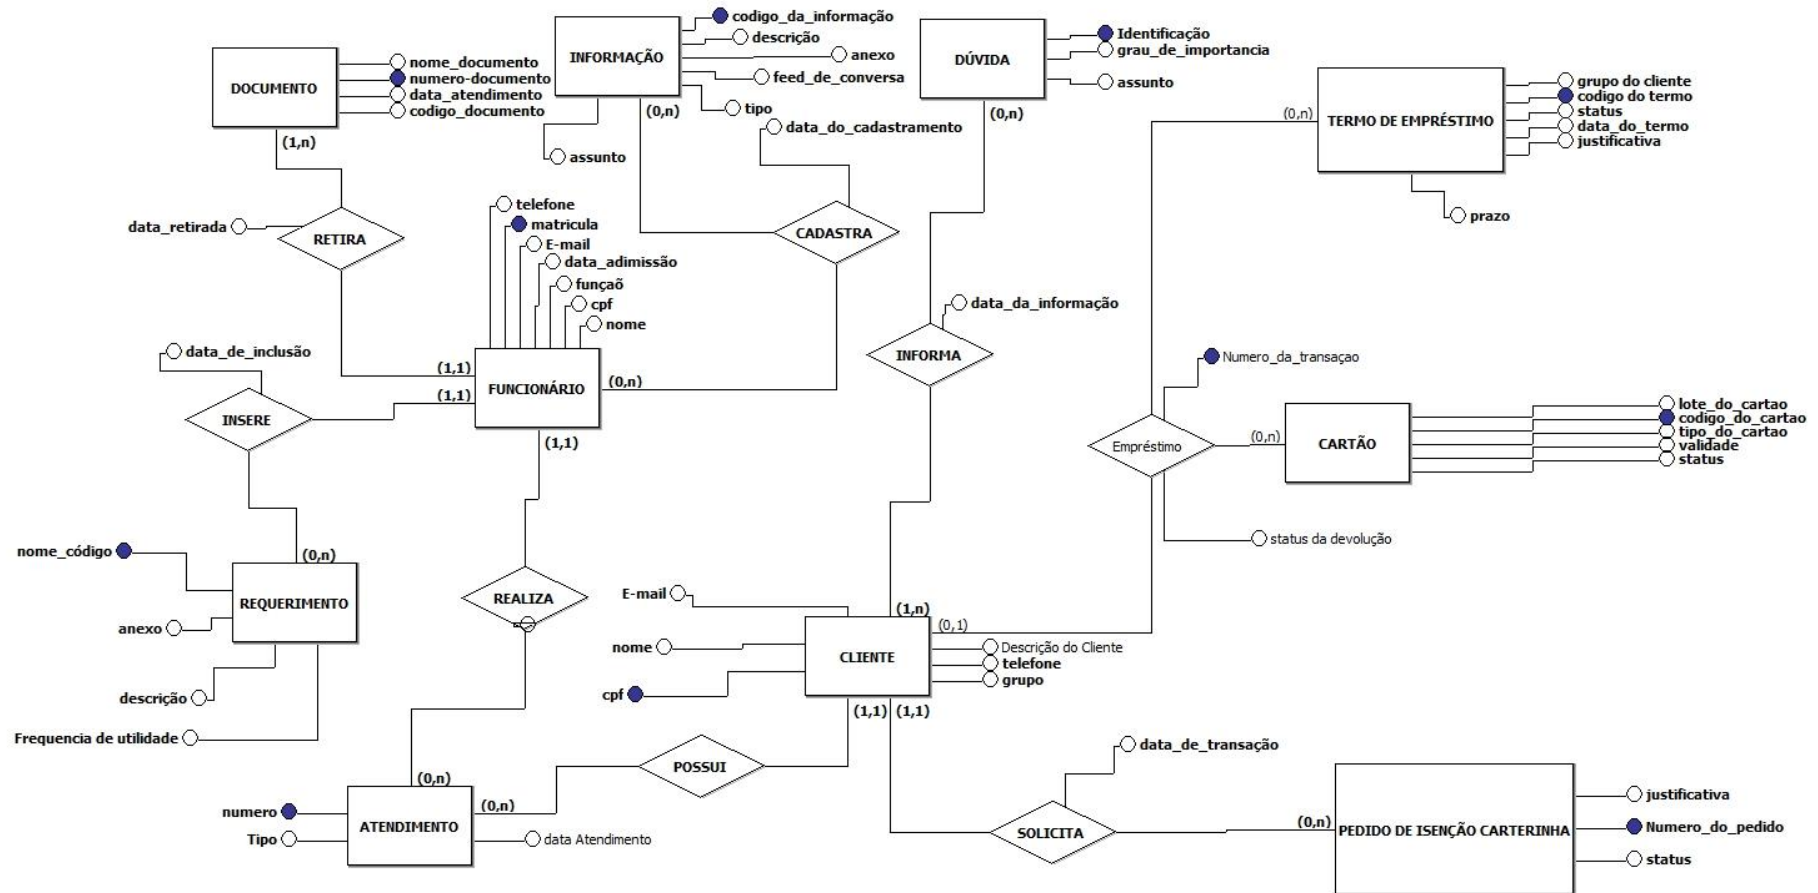 codigo_da_informação
descrição
anexo
feed_de_conversa
tipo
INFORMAÇÃO
(0,n)
assunto
DOCUMENTO
nome_documento
numero-documento
data_atendimento
codigo_documento
(1,n)
DÚVIDA
Identificação
grau_de_importancia
assunto
(0,n)
TERMO DE EMPRÉSTIMO
(0,n)
grupo do cliente
codigo do termo
status
data_do_termo
justificativa
prazo
data_do_cadastramento
CADASTRA
data_retirada
RETIRA
telefone
matricula
E-mail
data_adimissão
funçaõ
cpf
nome
FUNCIONÁRIO
(1,1)
(1,1)
(0,n)
(1,1)
data_de_inclusão
INSERE
data_da_informação
INFORMA
Numero_da_transaçao
Empréstimo
(0,n)
CARTÃO
lote_do_cartao
codigo_do_cartao
tipo_do_cartao
validade
status
status da devolução
nome_código
(0,n)
REQUERIMENTO
anexo
descrição
Frequencia de utilidade
REALIZA
E-mail
nome
cpf
CLIENTE
(1,n)
(0,1)
Descrição do Cliente
telefone
grupo
(1,1)
(1,1)
POSSUI
data_de_transação
SOLICITA
(0,n)
PEDIDO DE ISENÇÃO CARTERINHA
justificativa
Numero_do_pedido
status
(0,n)
(0,n)
numero
Tipo
ATENDIMENTO
data Atendimento